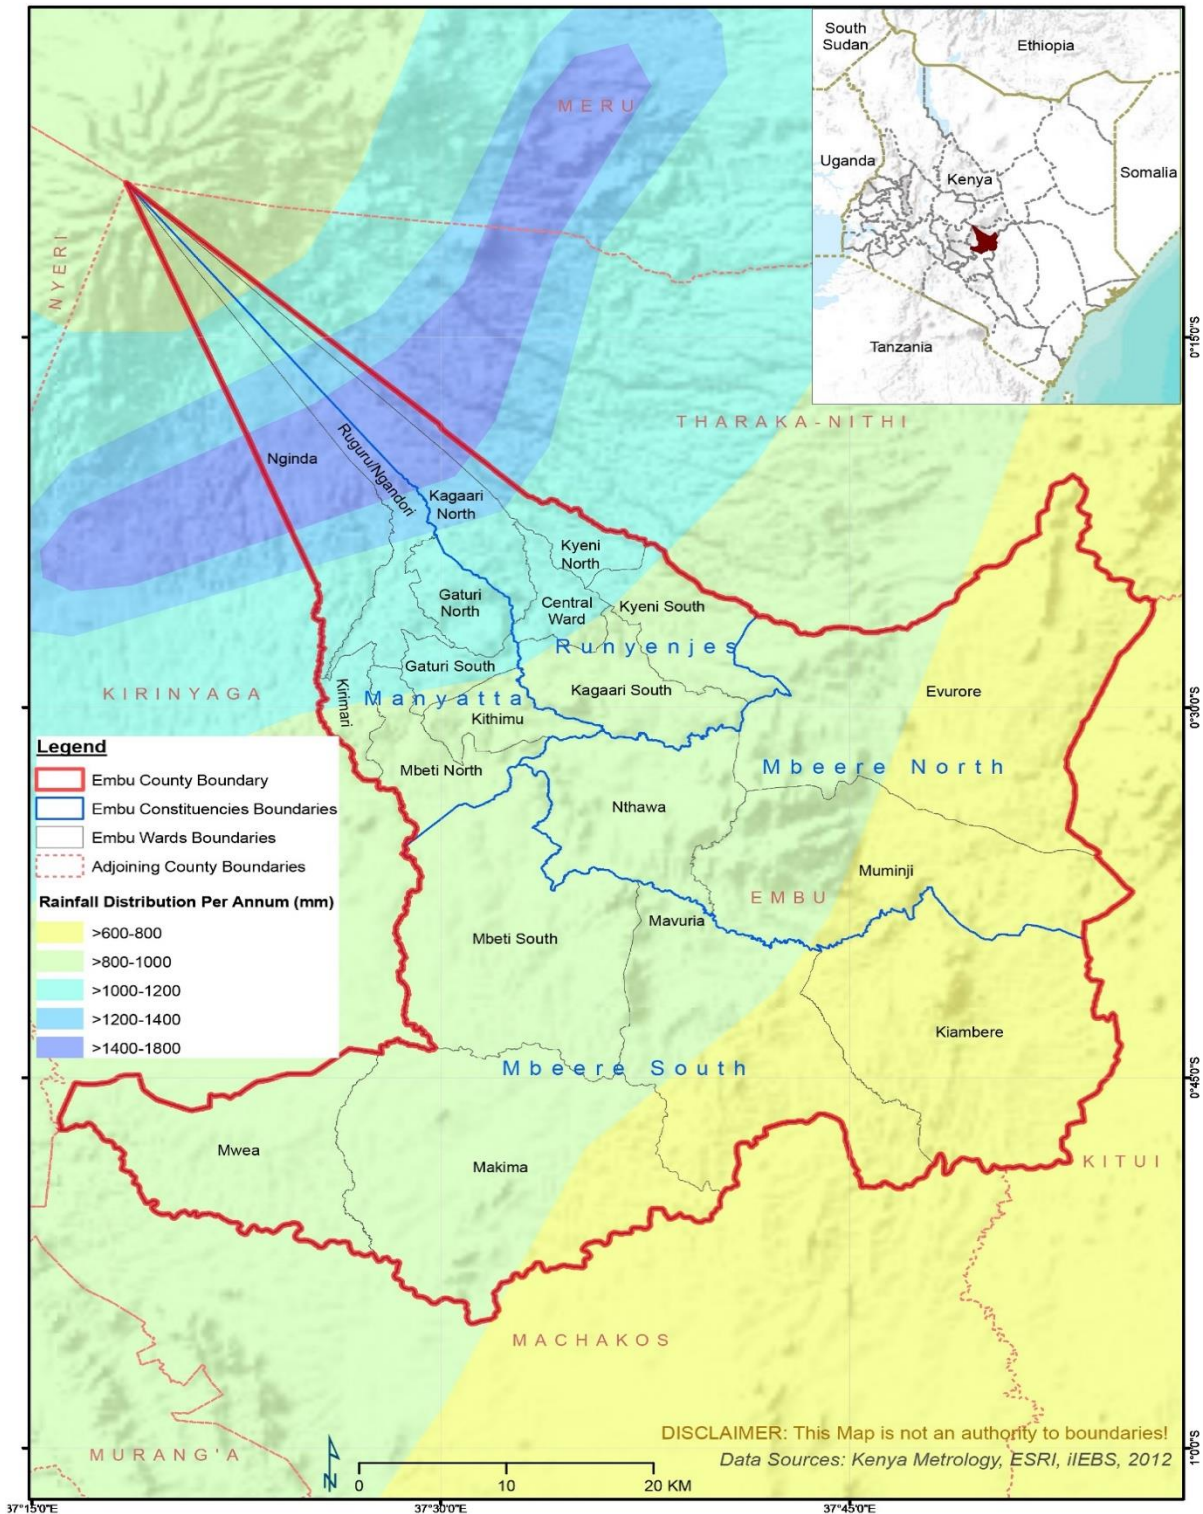 South
Sudan
Ethiopia
Uganda
Kenya
Somalia
Tanzania
MERU
NYERI
0°15'0"S
THARAKA-NITHI
Nginda
Ruguru/Ngandori
Kagaari
North
Kyeni
North
Gaturi
North
Central
Ward
Kyeni South
Runyenjes
Gaturi South
KIRINYAGA
Kirimari
Manyatta
Kagaari South
Evurore
0°30'0"S
Kithimu
Mbeti North
Mbeere North
Nthawa
Muminji
EMBU
Mavuria
Mbeti South
Kiambere
Mbeere South
0°45'0"S
Mwea
Makima
KITUI
MACHAKOS
MURANG'A
Legend
Embu County Boundary
Embu Constituencies Boundaries
Embu Wards Boundaries
Adjoining County Boundaries
Rainfall Distribution Per Annum (mm)
>600-800
>800-1000
>1000-1200
>1200-1400
>1400-1800
DISCLAIMER: This Map is not an authority to boundaries!
Data Sources: Kenya Metrology, ESRI, iIEBS, 2012
1°0'0"S
N
0 10 20 KM
37°15'0"E 37°30'0"E 37°45'0"E